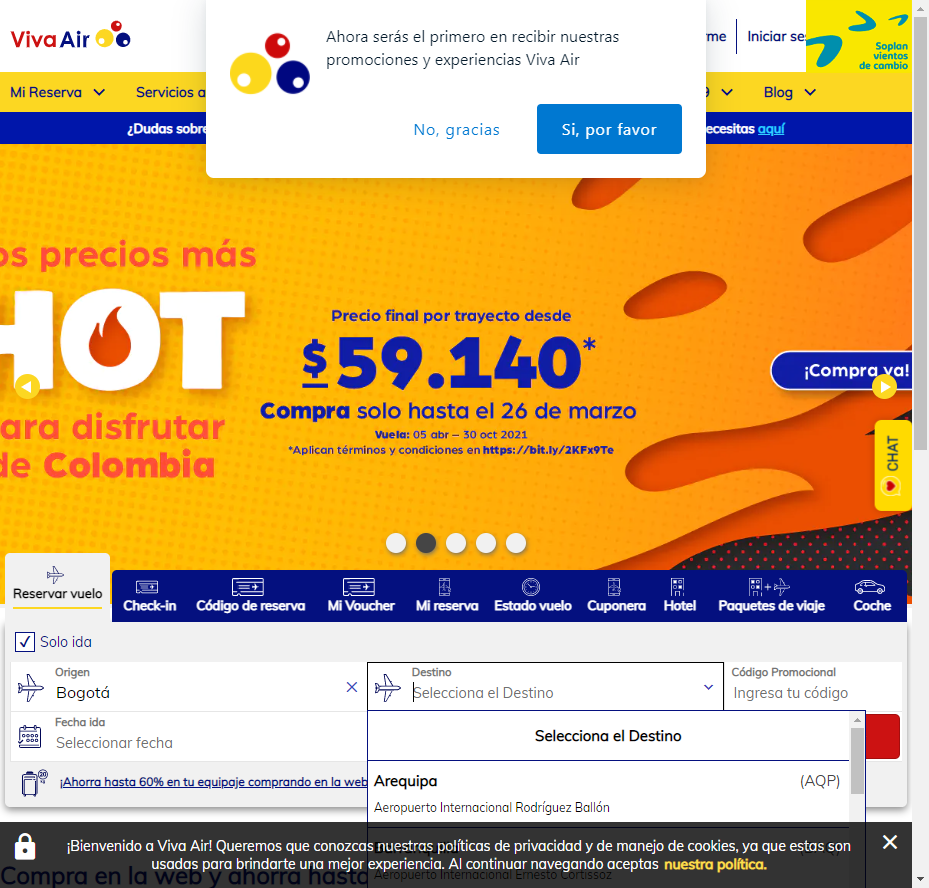 Viva Air
Ahora serás el primero en recibir nuestras
promociones y experiencias Viva Air
No, gracias
Si, por favor
Iniciar
Soplan
vientos
de cambio
Mi Reserva
Servicios
Blog
¿Dudas sobre
aquí
precios más
HOT
disfrutar
de Colombia
Precio final por trayecto desde
$59.140*
Compra solo hasta el 26 de marzo
Vuela: 05 abr – 30 oct 2021
*Aplican términos y condiciones en https://bit.ly/2KFx9Te
¡Compra ya!
CHAT
Reservar vuelo
Check-in
Código de reserva
Mi Voucher
Mi reserva
Estado vuelo
Cuponera
Hotel
Paquetes de viaje
Coche
Solo ida
Origen
Bogotá
Destino
Selecciona el Destino
Código Promocional
Ingresa tu código
Fecha ida
Seleccionar fecha
Selecciona el Destino
Arequipa (AQP)
Aeropuerto Internacional Rodríguez Ballón
¡Ahorra hasta 60% en tu equipaje comprando en la web
¡Bienvenido a Viva Air! Queremos que conozcas nuestras políticas de privacidad y de manejo de cookies, ya que estas son
usadas para brindarte una mejor experiencia. Al continuar navegando aceptas nuestra política.
Compra en la web y ahorra hasta
Aeropuerto Internacional Ernesto Cortissoz